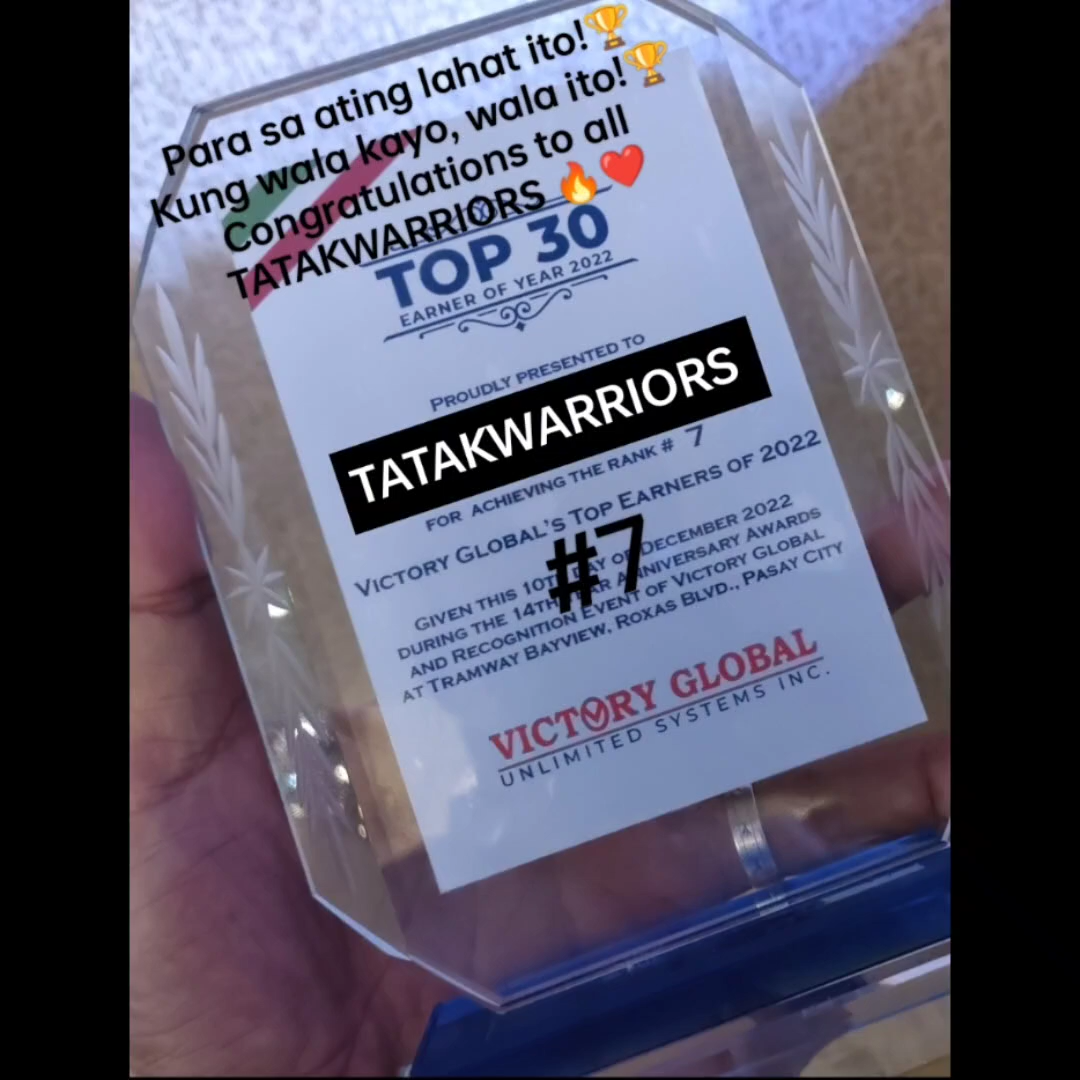 Para sa ating lahat ito!🏆
Kung wala kayo, wala ito!🏆
Congratulations to all
TATAKWARRIORS 🔥❤️
TOP 30
EARNER OF YEAR 2022
PROUDLY PRESENTED TO
TATAKWARRIORS
FOR ACHIEVING THE RANK # 7
VICTORY GLOBAL'S TOP EARNERS OF 2022
#7
GIVEN THIS 10TH DAY OF DECEMBER 2022
DURING THE 14TH YEAR ANNIVERSARY AWARDS
AND RECOGNITION EVENT OF VICTORY GLOBAL
AT TRAMWAY BAYVIEW, ROXAS BLVD., PASAY CITY
VICTORY GLOBAL
UNLIMITED SYSTEMS INC.